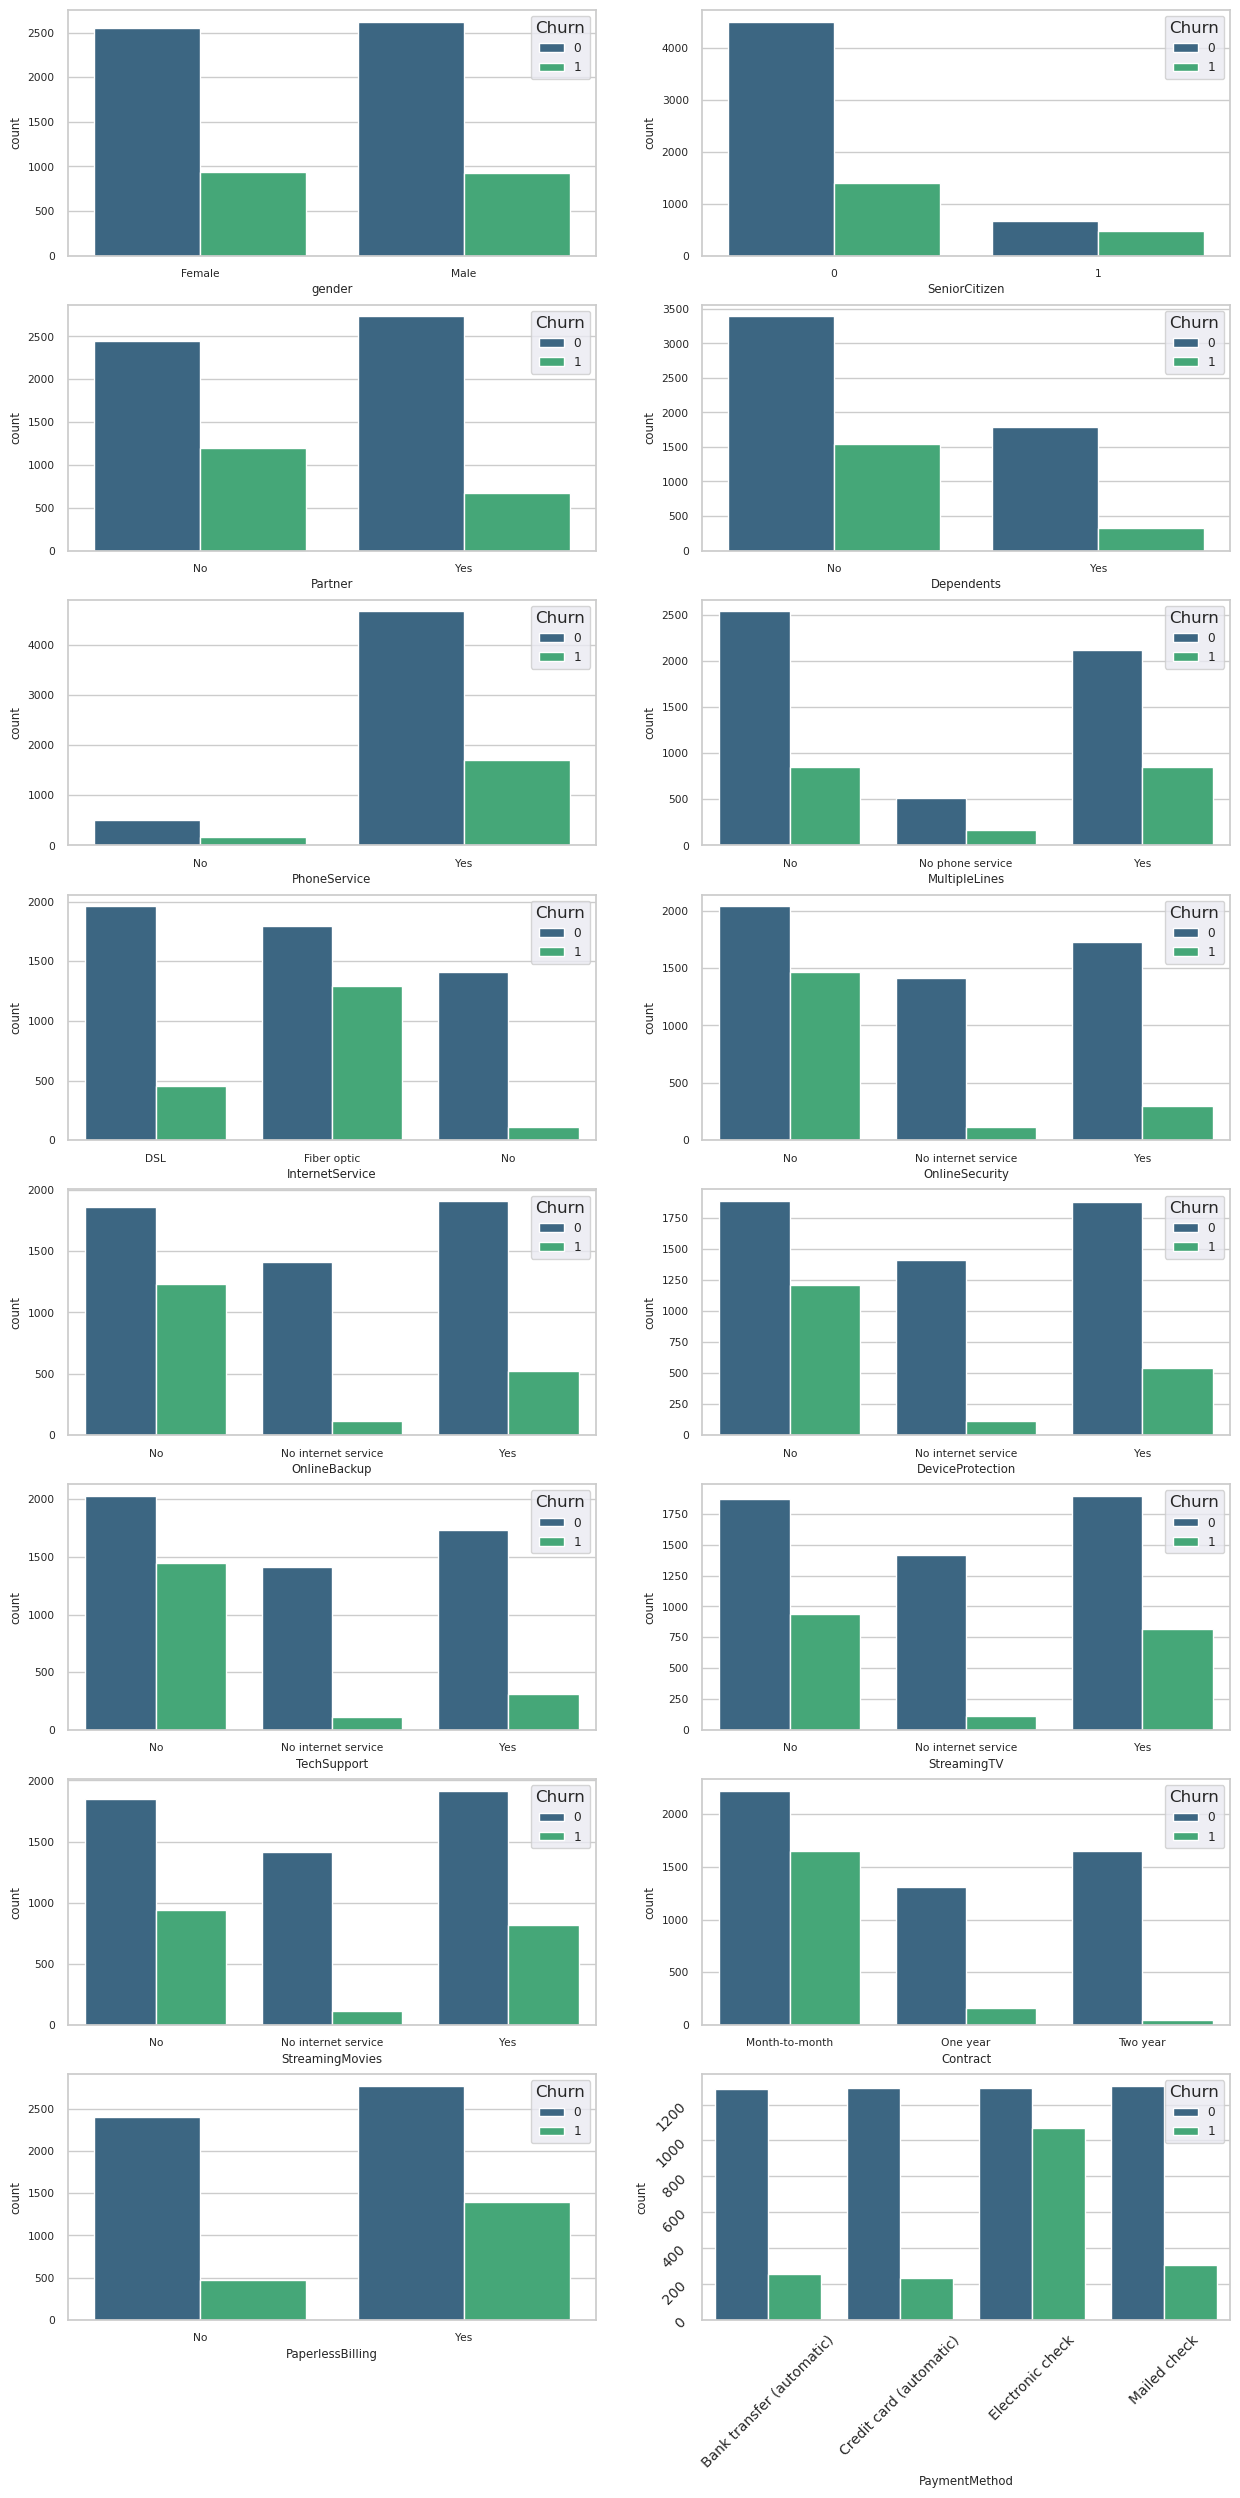 Churn
0
1
2500
2000
1500
1000
500
0
count
Female Male
gender
Churn
0
1
4000
3000
2000
1000
0
count
0 1
SeniorCitizen
Churn
0
1
2500
2000
1500
1000
500
0
count
No Yes
Partner
Churn
0
1
3500
3000
2500
2000
1500
1000
500
0
count
No Yes
Dependents
Churn
0
1
4000
3000
2000
1000
0
count
No Yes
PhoneService
Churn
0
1
2500
2000
1500
1000
500
0
count
No No phone service Yes
MultipleLines
Churn
0
1
2000
1500
1000
500
0
count
DSL Fiber optic No
InternetService
Churn
0
1
2000
1500
1000
500
0
count
No No internet service Yes
OnlineSecurity
Churn
0
1
2000
1500
1000
500
0
count
No No internet service Yes
OnlineBackup
Churn
0
1
1750
1500
1250
1000
750
500
250
0
count
No No internet service Yes
DeviceProtection
Churn
0
1
2000
1500
1000
500
0
count
No No internet service Yes
TechSupport
Churn
0
1
1750
1500
1250
1000
750
500
250
0
count
No No internet service Yes
StreamingTV
Churn
0
1
2000
1500
1000
500
0
count
No No internet service Yes
StreamingMovies
Churn
0
1
2000
1500
1000
500
0
count
Month-to-month One year Two year
Contract
Churn
0
1
2500
2000
1500
1000
500
0
count
No Yes
PaperlessBilling
Churn
0
1
1200
1000
800
600
400
200
0
count
Bank transfer (automatic)
Credit card (automatic)
Electronic check
Mailed check
PaymentMethod